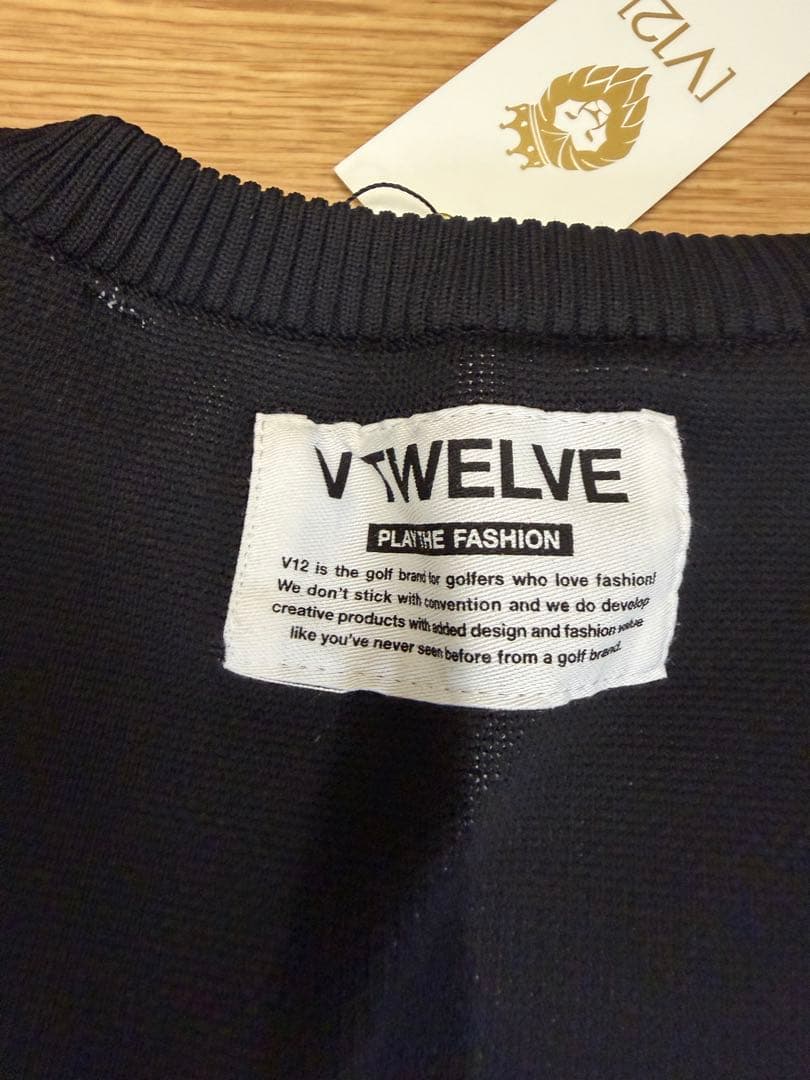 [V12]
V TWELVE
PLAY THE FASHION
V12 is the golf brand for golfers who love fashion!
We don't stick with convention and we do develop
creative products with added design and fashion value
like you've never seen before from a golf brand.